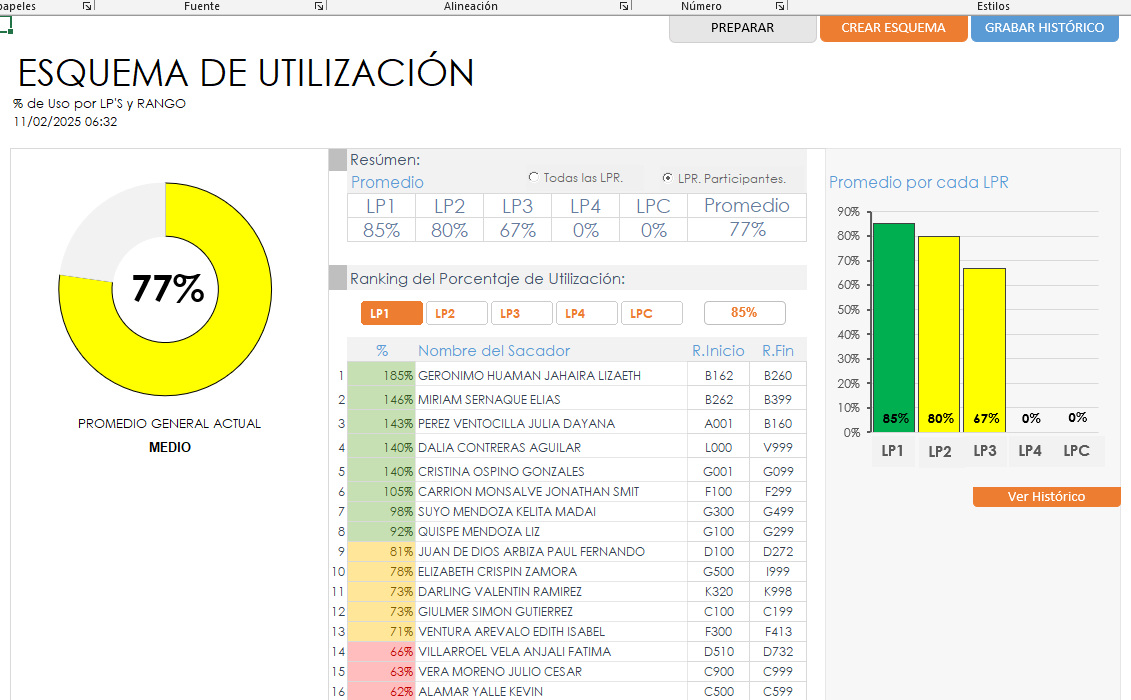 papeles Fuente Alineación Número Estilos
PREPARAR CREAR ESQUEMA GRABAR HISTÓRICO
ESQUEMA DE UTILIZACIÓN
% de Uso por LP'S y RANGO
11/02/2025 06:32
77%
PROMEDIO GENERAL ACTUAL
MEDIO
Resúmen:
Promedio Todas las LPR. LPR. Participantes.
LP1 LP2 LP3 LP4 LPC Promedio
85% 80% 67% 0% 0% 77%
Ranking del Porcentaje de Utilización:
LP1 LP2 LP3 LP4 LPC 85%
% Nombre del Sacador R.Inicio R.Fin
1 185% GERONIMO HUAMAN JAHAIRA LIZAETH B162 B260
2 146% MIRIAM SERNAQUE ELIAS B262 B399
3 143% PEREZ VENTOCILLA JULIA DAYANA A001 B160
4 140% DALIA CONTRERAS AGUILAR L000 V999
5 140% CRISTINA OSPINO GONZALES G001 G099
6 105% CARRION MONSALVE JONATHAN SMIT F100 F299
7 98% SUYO MENDOZA KELITA MADAI G300 G499
8 92% QUISPE MENDOZA LIZ G100 G299
9 81% JUAN DE DIOS ARBIZA PAUL FERNANDO D100 D272
10 78% ELIZABETH CRISPIN ZAMORA G500 I999
11 73% DARLING VALENTIN RAMIREZ K320 K998
12 73% GIULMER SIMON GUTIERREZ C100 C199
13 71% VENTURA AREVALO EDITH ISABEL F300 F413
14 66% VILLARROEL VELA ANJALI FATIMA D510 D732
15 63% VERA MORENO JULIO CESAR C900 C999
16 62% ALAMAR YALLE KEVIN C500 C599
Promedio por cada LPR
90%
80%
70%
60%
50%
40%
30%
20%
10%
0%
85% 80% 67% 0% 0%
LP1 LP2 LP3 LP4 LPC
Ver Histórico